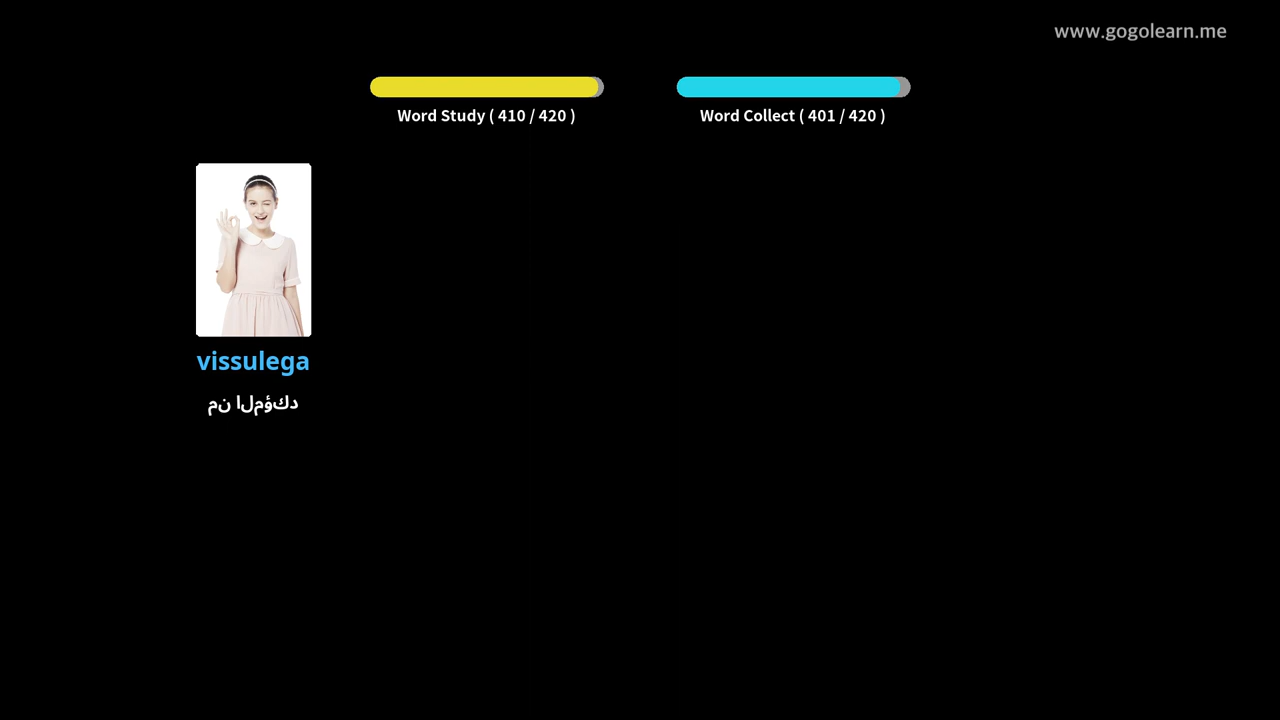 www.gogolearn.me
Word Study ( 410 / 420 )
Word Collect ( 401 / 420 )
vissulega
من المؤكد